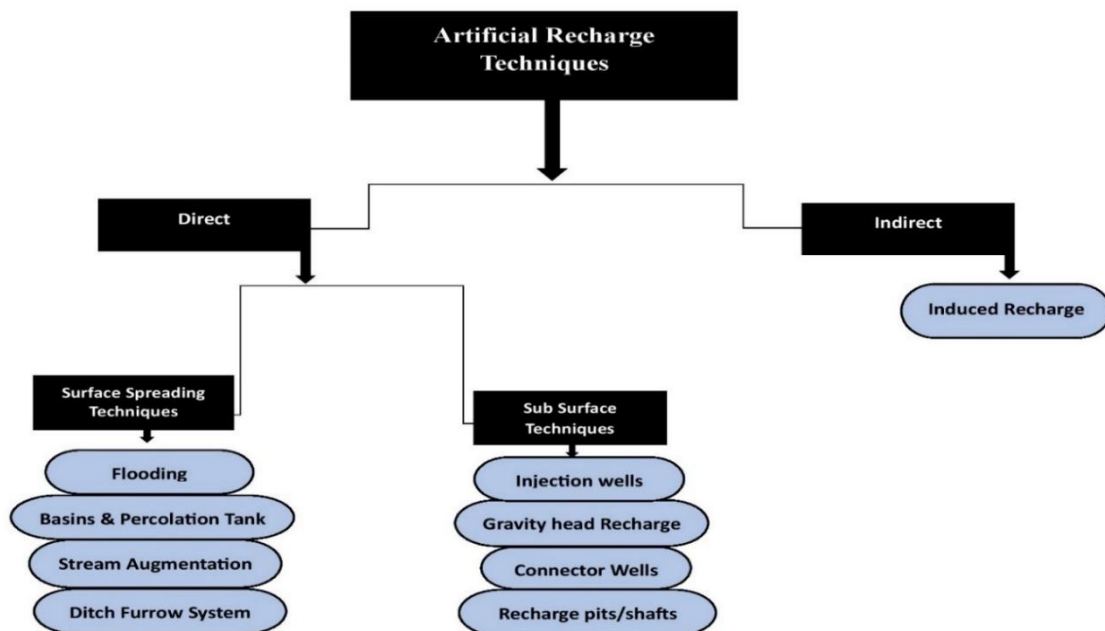 Artificial Recharge
Techniques
Direct
Indirect
Induced Recharge
Surface Spreading
Techniques
Flooding
Basins & Percolation Tank
Stream Augmentation
Ditch Furrow System
Sub Surface
Techniques
Injection wells
Gravity head Recharge
Connector Wells
Recharge pits/shafts